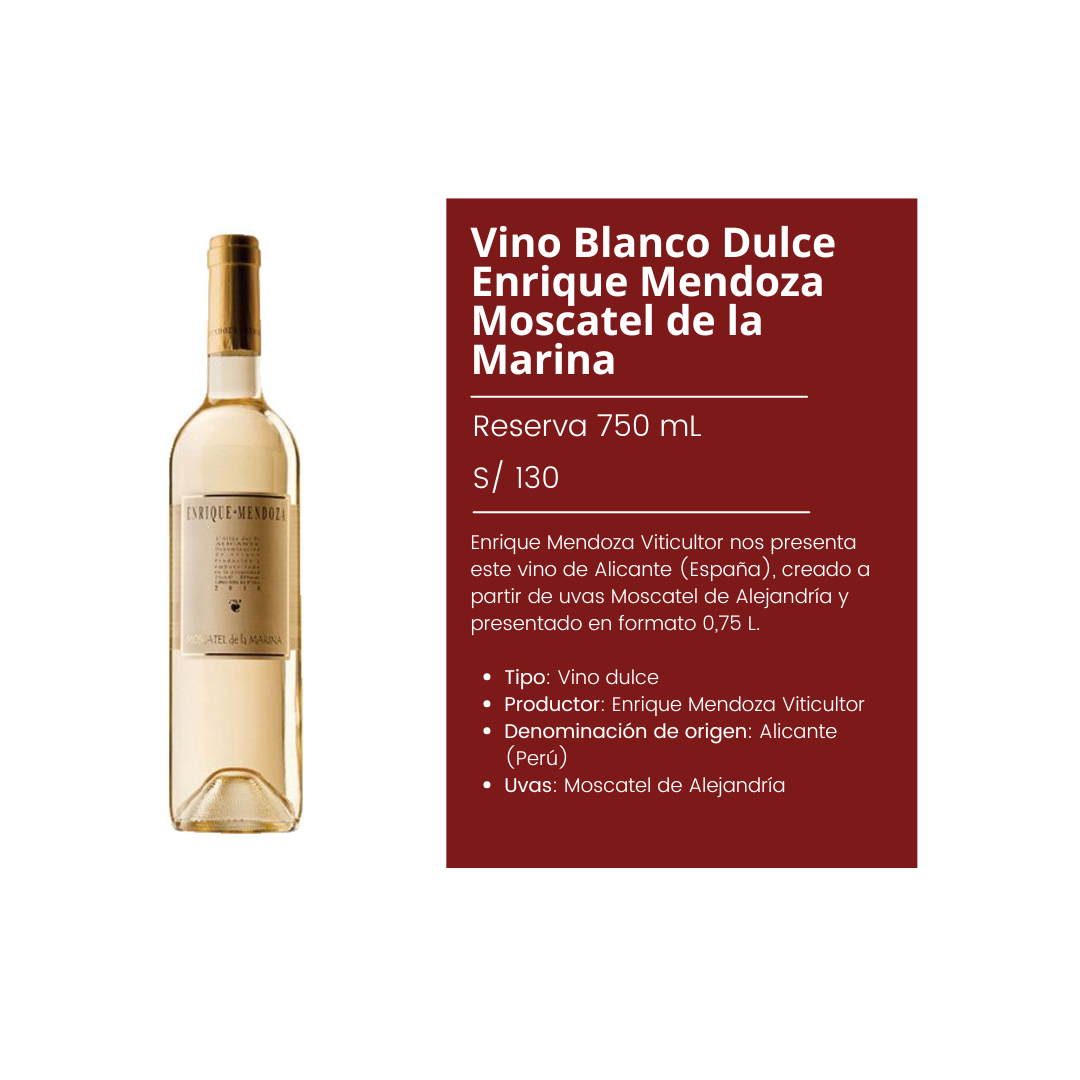 Vino Blanco Dulce
Enrique Mendoza
Moscatel de la
Marina
Reserva 750 mL
S/ 130
Enrique Mendoza Viticultor nos presenta
este vino de Alicante (España), creado a
partir de uvas Moscatel de Alejandría y
presentado en formato 0,75 L.
• Tipo: Vino dulce
• Productor: Enrique Mendoza Viticultor
• Denominación de origen: Alicante
(Perú)
• Uvas: Moscatel de Alejandría
ENRIQUE•MENDOZA
ALICANTE
MOSCATEL de la MARINA